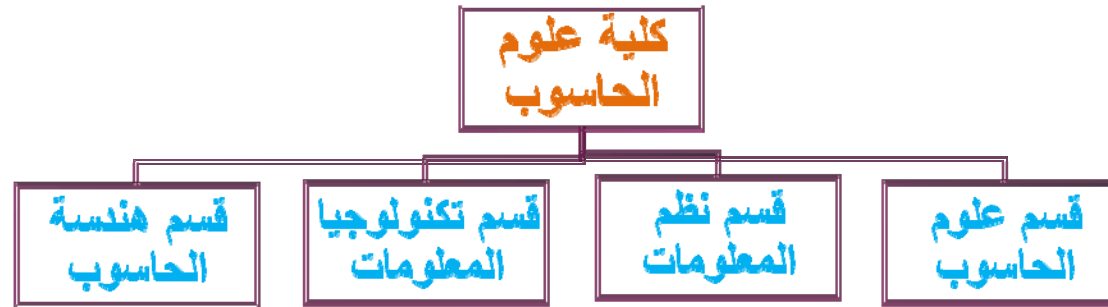 كلية علوم
الحاسوب
قسم علوم
الحاسوب
قسم نظم
المعلومات
قسم تكنولوجيا
المعلومات
قسم هندسة
الحاسوب